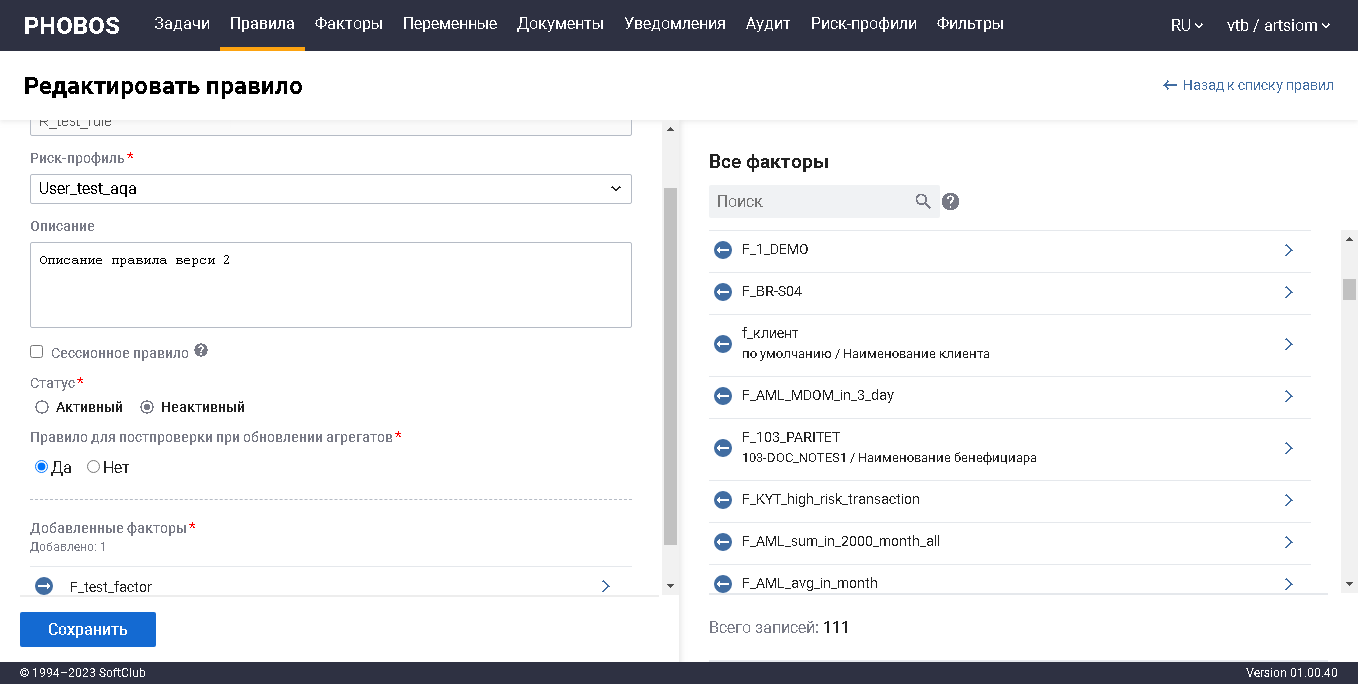 PHOBOS Задачи Правила Факторы Переменные Документы Уведомления Аудит Риск-профили Фильтры RU vtb / artsiom
Редактировать правило
← Назад к списку правил
R_test_rule
Риск-профиль*
User_test_aqa
Описание
Описание правила верси 2
Сессионное правило ?
Статус*
Активный Неактивный
Правило для постпроверки при обновлении агрегатов*
Да Нет
Добавленные факторы*
Добавлено: 1
F_test_factor
Сохранить
Все факторы
Поиск ?
F_1_DEMO
F_BR-S04
f_клиент
по умолчанию / Наименование клиента
F_AML_MDOM_in_3_day
F_103_PARITET
103-DOC_NOTES1 / Наименование бенефициара
F_KYT_high_risk_transaction
F_AML_sum_in_2000_month_all
F_AML_avg_in_month
Всего записей: 111
© 1994–2023 SoftClub
Version 01.00.40